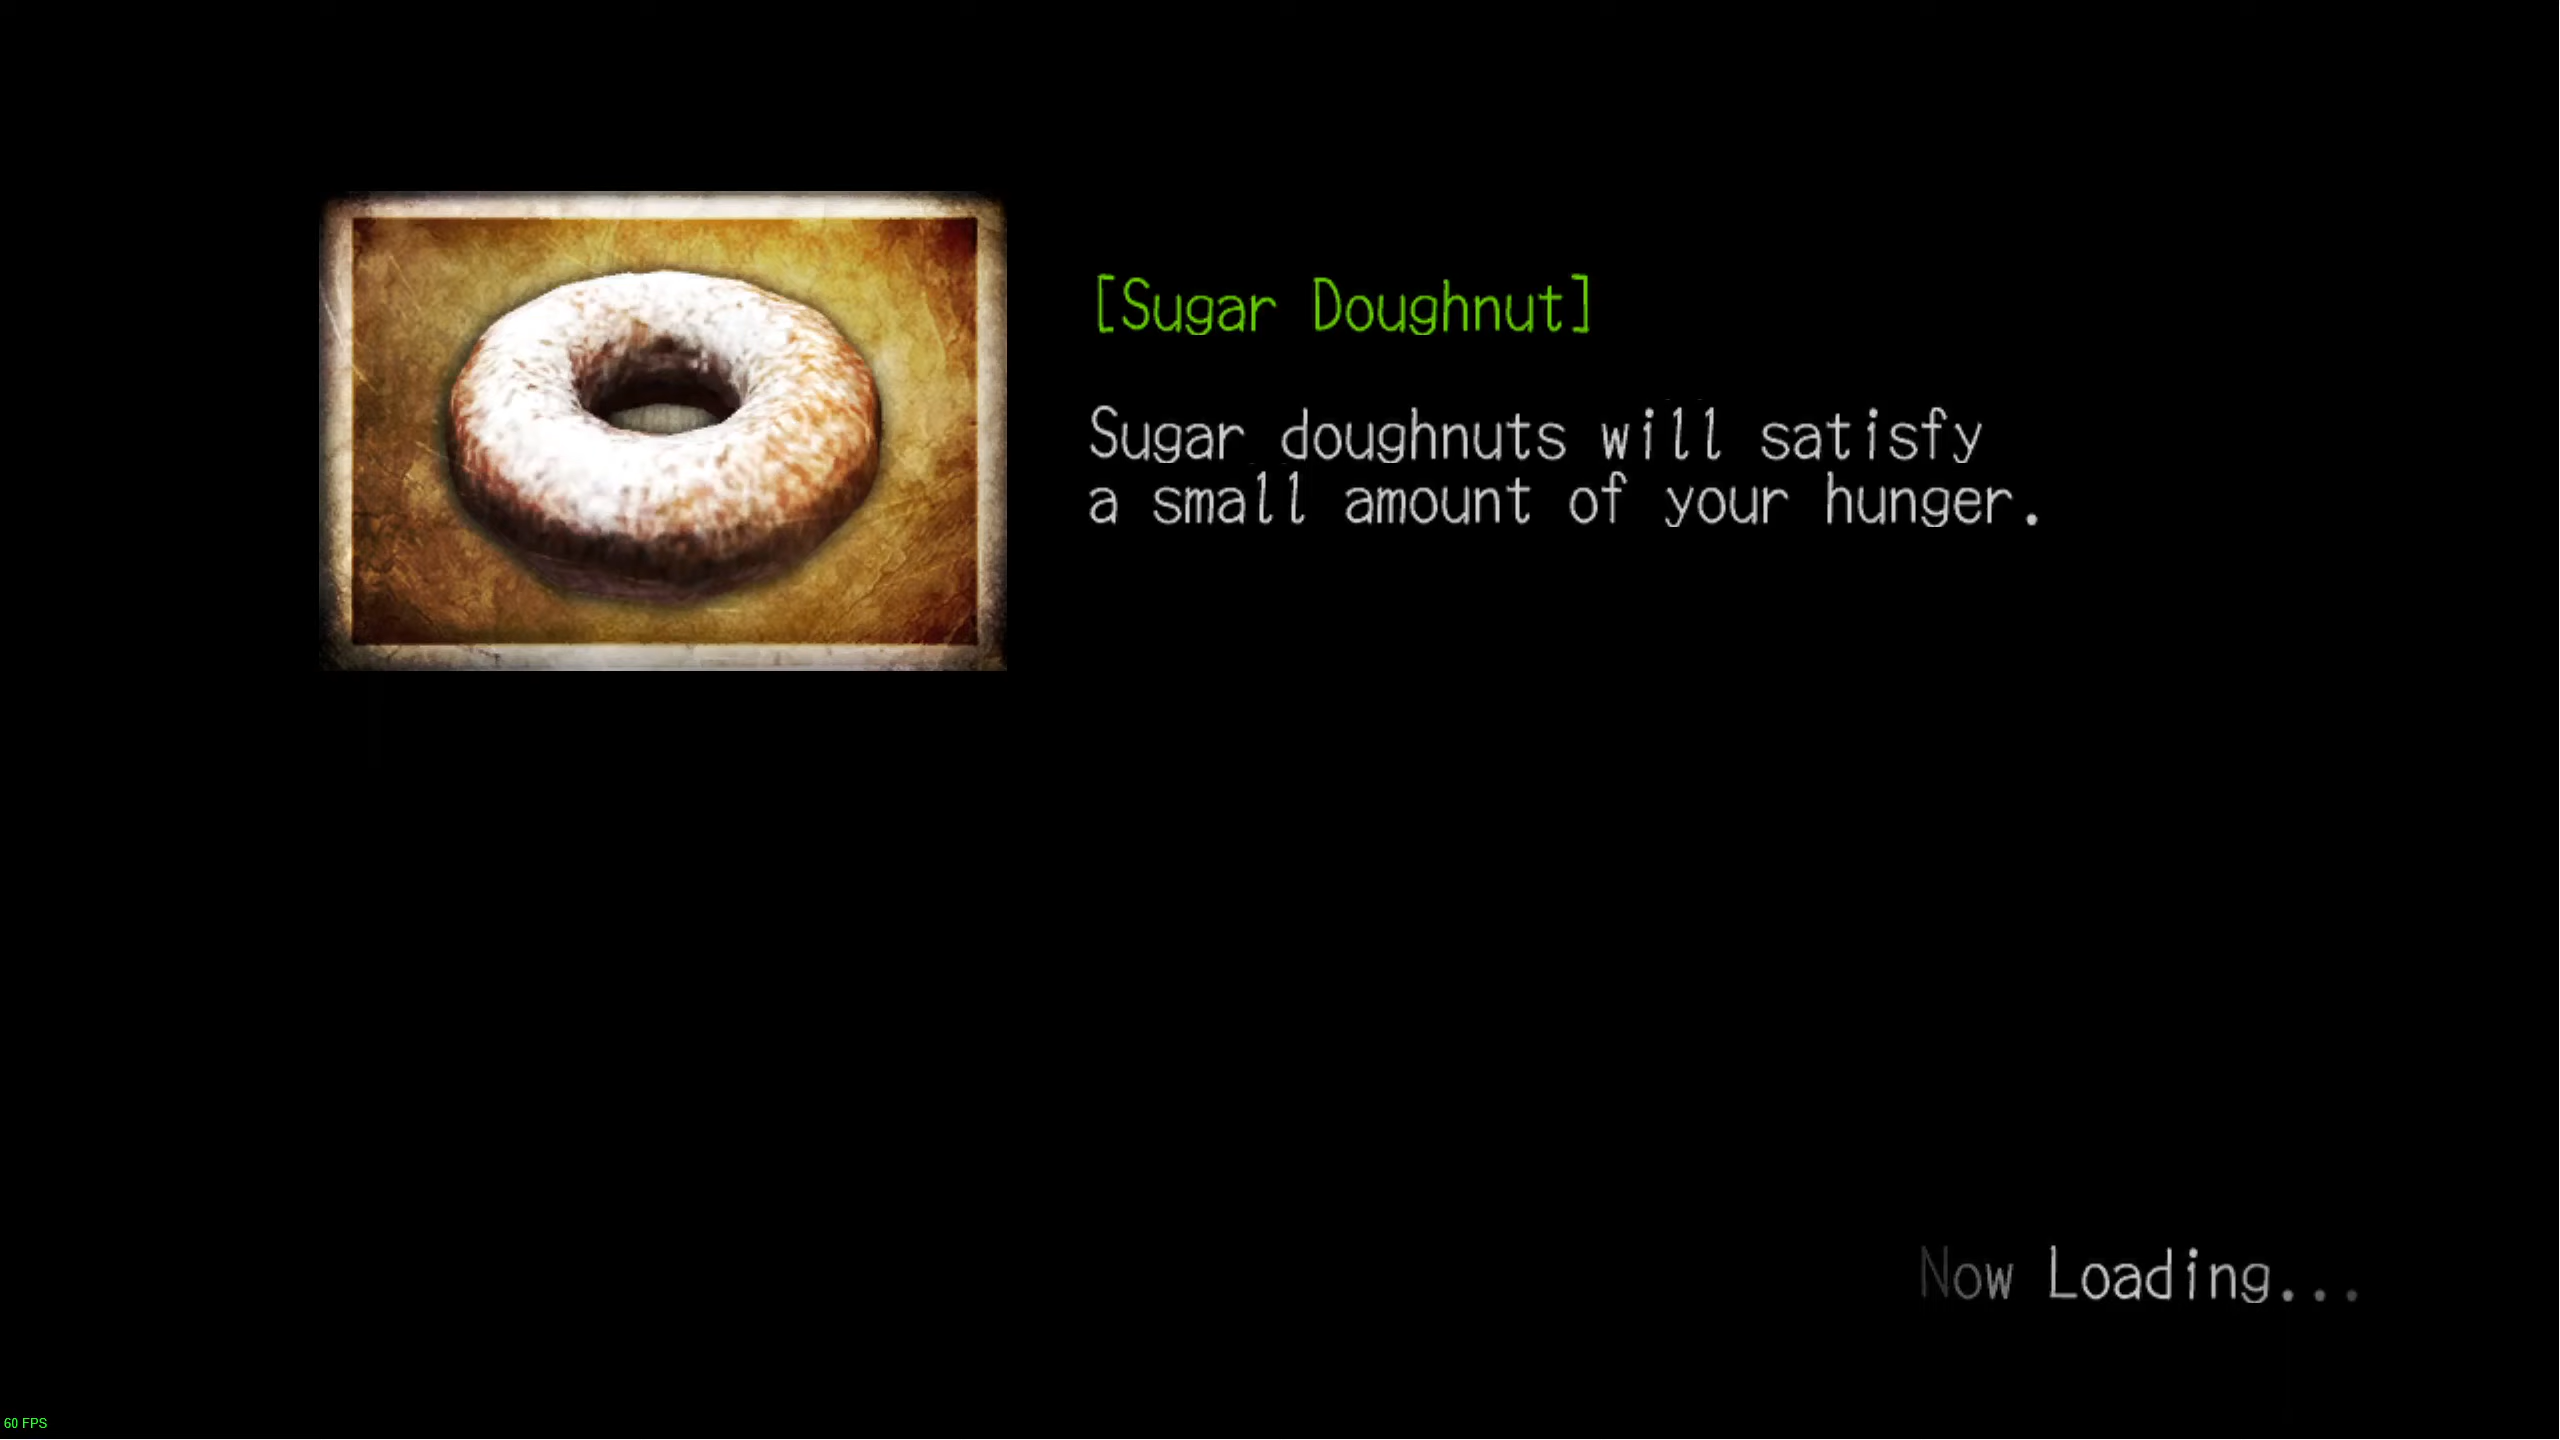 [Sugar Doughnut]
Sugar doughnuts will satisfy
a small amount of your hunger.
Now Loading...
60 FPS